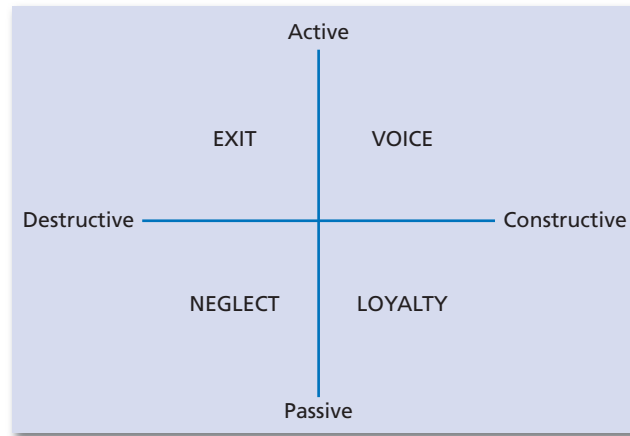 Active
EXIT VOICE
Destructive Constructive
NEGLECT LOYALTY
Passive